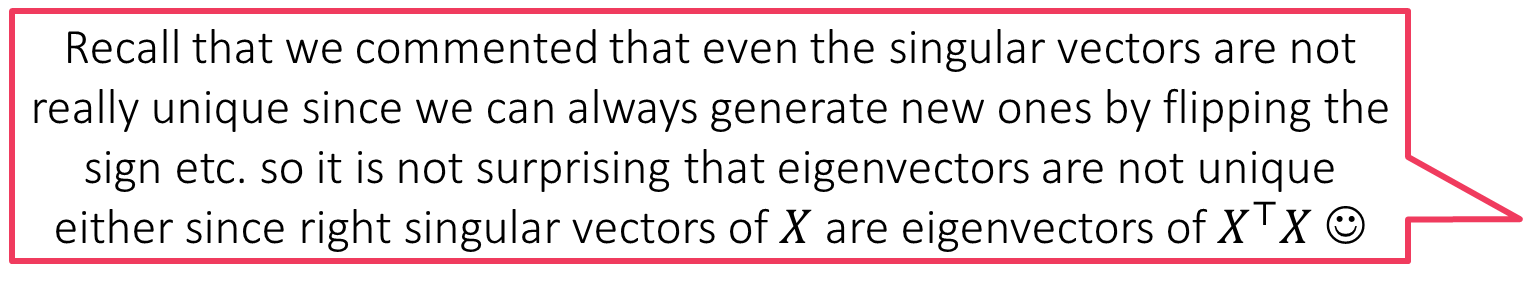 Recall that we commented that even the singular vectors are not
really unique since we can always generate new ones by flipping the
sign etc. so it is not surprising that eigenvectors are not unique
either since right singular vectors of X are eigenvectors of X⊤X ☺